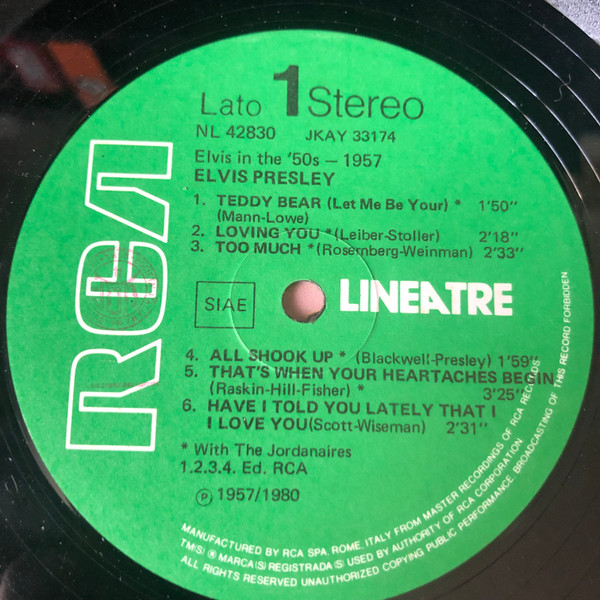 RCA
Lato 1 Stereo
NL 42830 JKAY 33174
Elvis in the '50s – 1957
ELVIS PRESLEY
1. TEDDY BEAR (Let Me Be Your) * 1'50"
(Mann-Lowe)
2. LOVING YOU *(Leiber-Stoller) 2'18"
3. TOO MUCH *(Rosernberg-Weinman) 2'33"
SIAE
LINEATRE
4. ALL SHOOK UP * (Blackwell-Presley) 1'59"
5. THAT'S WHEN YOUR HEARTACHES BEGIN
(Raskin-Hill-Fisher) * 3'25"
6. HAVE I TOLD YOU LATELY THAT I
I LOVE YOU(Scott-Wiseman) 2'31"
* With The Jordanaires
1.2.3.4. Ed. RCA
℗ 1957/1980
MANUFACTURED BY RCA SPA, ROME, ITALY FROM MASTER RECORDINGS OF RCA RECORDS
TM(S) ® MARCA(S) REGISTRADA(S) USED BY AUTHORITY OF RCA CORPORATION
ALL RIGHTS RESERVED UNAUTHORIZED COPYING PUBLIC PERFORMANCE BROADCASTING OF THIS RECORD FORBIDDEN